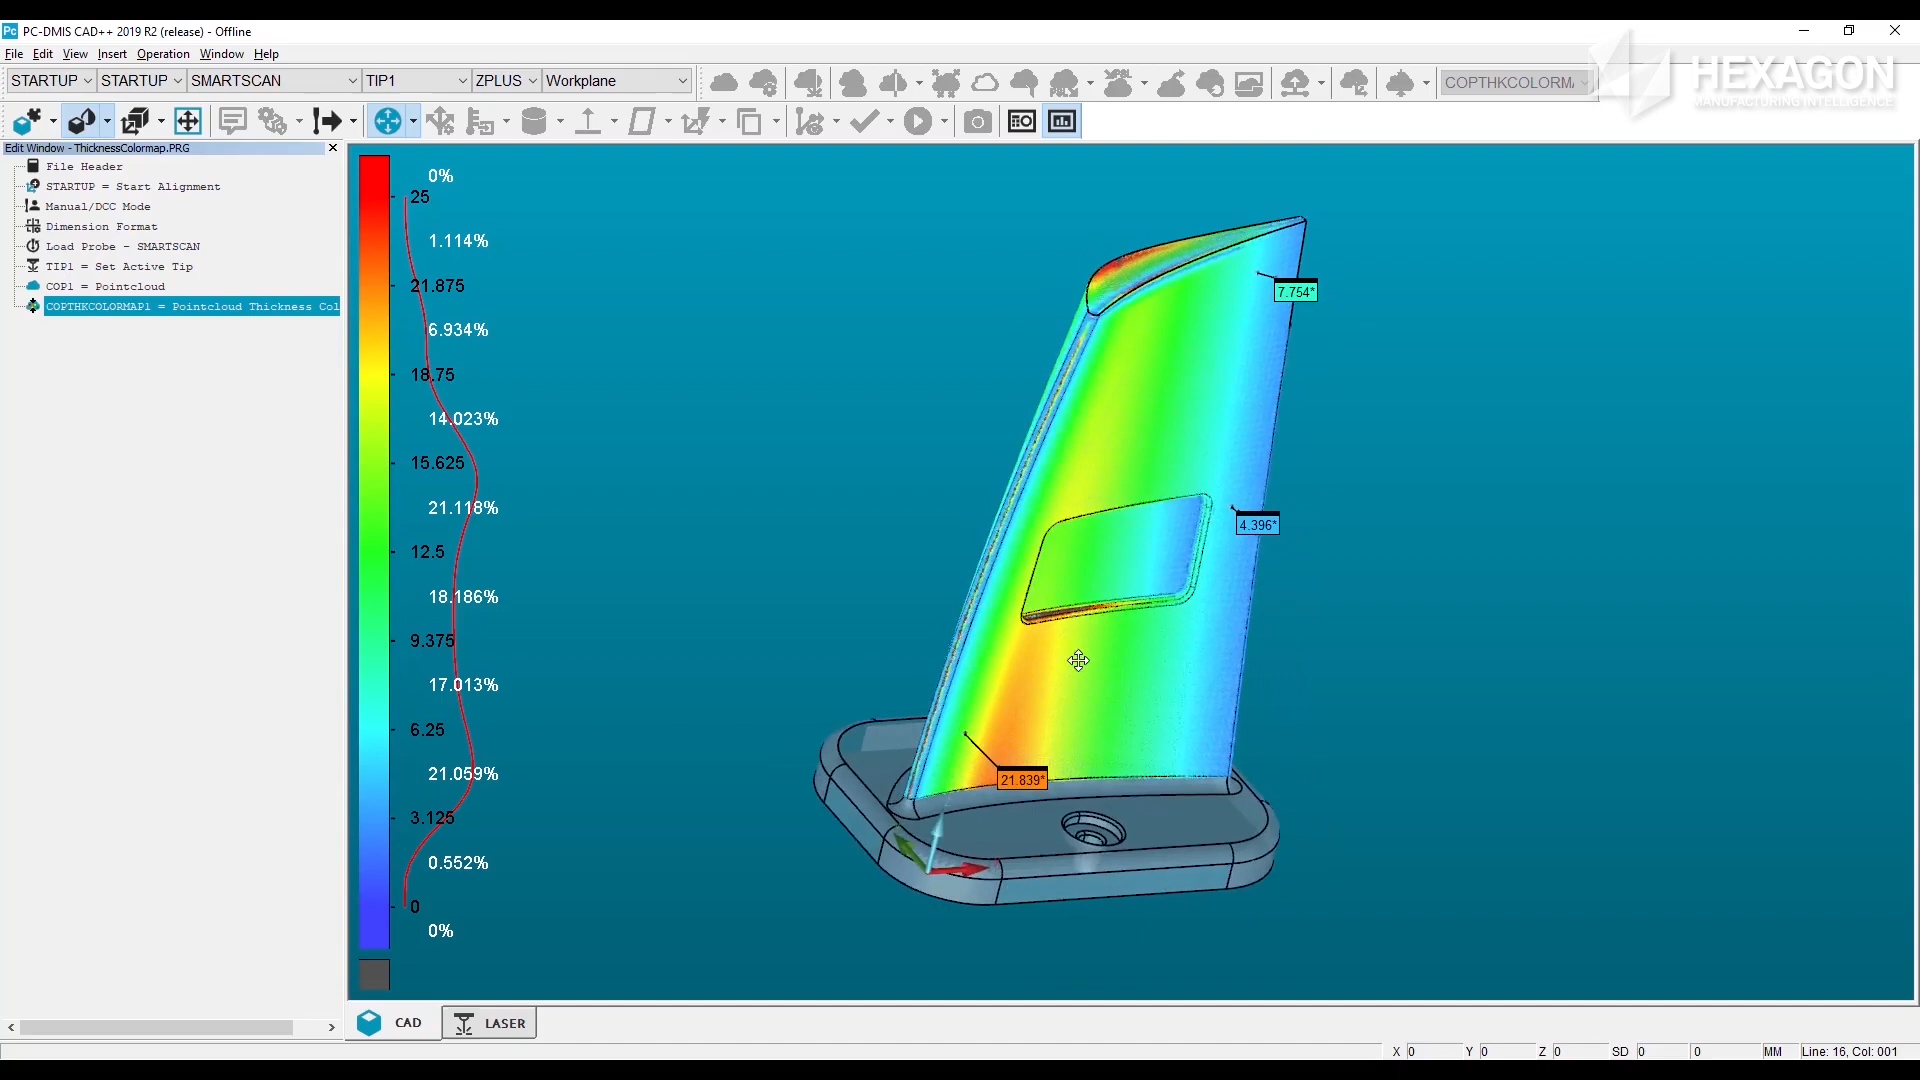 PC-DMIS CAD++ 2019 R2 (release) - Offline
File Edit View Insert Operation Window Help
STARTUP STARTUP SMARTSCAN TIP1 ZPLUS Workplane COPTHKCOLORM
HEXAGON
MANUFACTURING INTELLIGENCE
Edit Window - ThicknessColormap.PRG
File Header
STARTUP = Start Alignment
Manual/DCC Mode
Dimension Format
Load Probe - SMARTSCAN
TIP1 = Set Active Tip
COP1 = Pointcloud
COPTHKCOLORMAP1 = Pointcloud Thickness Col
0%
25
1.114%
21.875
6.934%
18.75
14.023%
15.625
21.118%
12.5
18.186%
9.375
17.013%
6.25
21.059%
3.125
0.552%
0
0%
7.754*
4.396*
21.839*
CAD LASER
X 0 Y 0 Z 0 SD 0 0 MM Line: 16, Col: 001